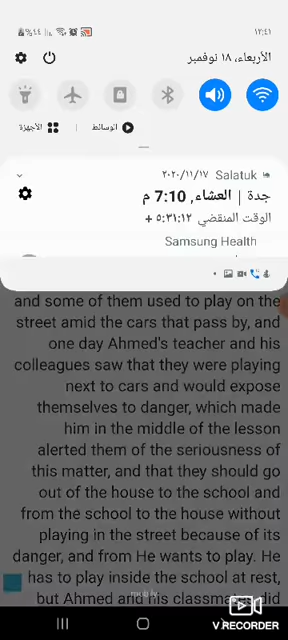 ١٢:٤١
٪٤٤
الأربعاء، ١٨ نوفمبر
الوسائط
الأجهزة
Salatuk ٢٠٢٠/١١/١٧
جدة | العشاء, 7:10 م
الوقت المنقضي ٥:٣١:١٢ +
Samsung Health
and some of them used to play on the
street amid the cars that pass by, and
one day Ahmed's teacher and his
colleagues saw that they were playing
next to cars and would expose
themselves to danger, which made
him in the middle of the lesson
alerted them of the seriousness of
this matter, and that they should go
out of the house to the school and
from the school to the house without
playing in the street because of its
danger, and from He wants to play. He
has to play inside the school at rest,
but Ahmed and his classmates did
V RECORDER